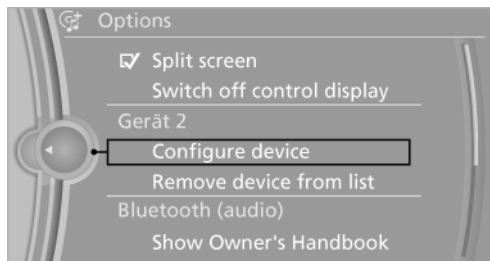 Options
Split screen
Switch off control display
Gerät 2
Configure device
Remove device from list
Bluetooth (audio)
Show Owner's Handbook